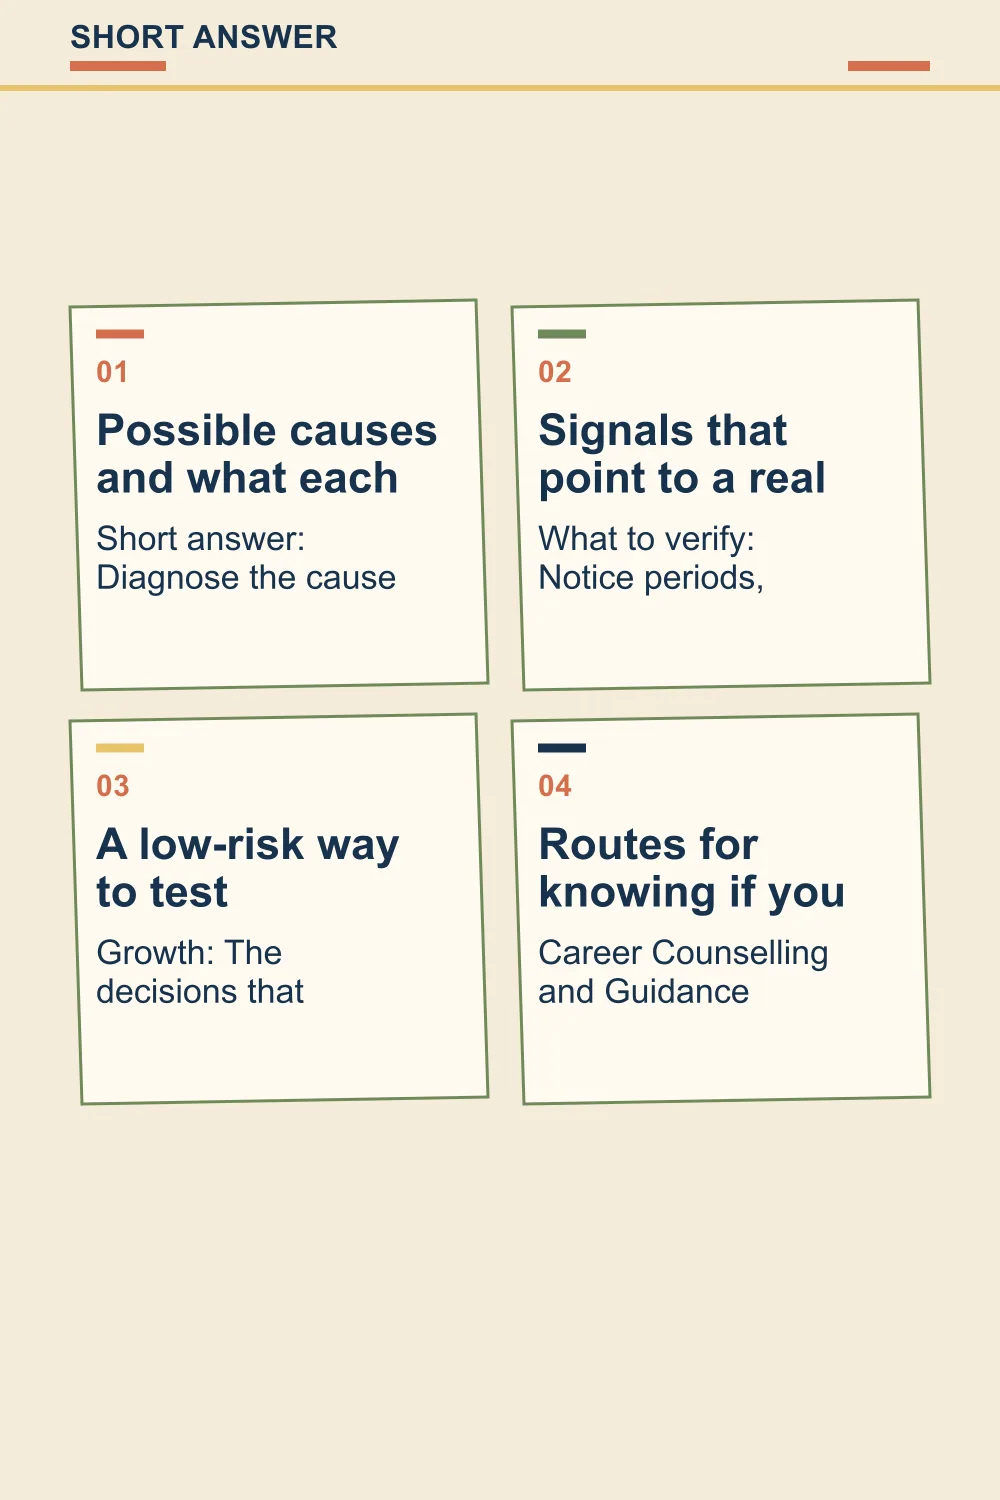 SHORT ANSWER
01
Possible causes
and what each
Short answer:
Diagnose the cause
02
Signals that
point to a real
What to verify:
Notice periods,
03
A low-risk way
to test
Growth: The
decisions that
04
Routes for
knowing if you
Career Counselling
and Guidance